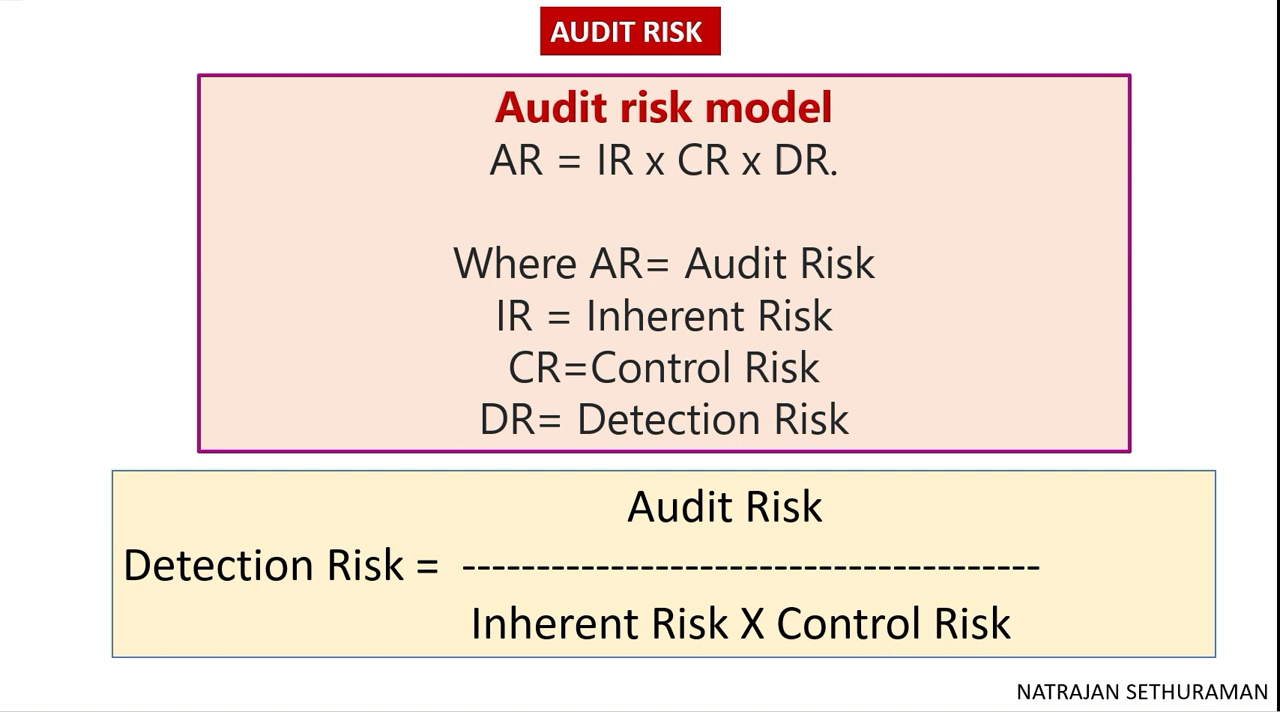 AUDIT RISK
Audit risk model
AR = IR x CR x DR.
Where AR= Audit Risk
IR = Inherent Risk
CR=Control Risk
DR= Detection Risk
Audit Risk
Detection Risk = ---------------------------------------
Inherent Risk X Control Risk
NATRAJAN SETHURAMAN